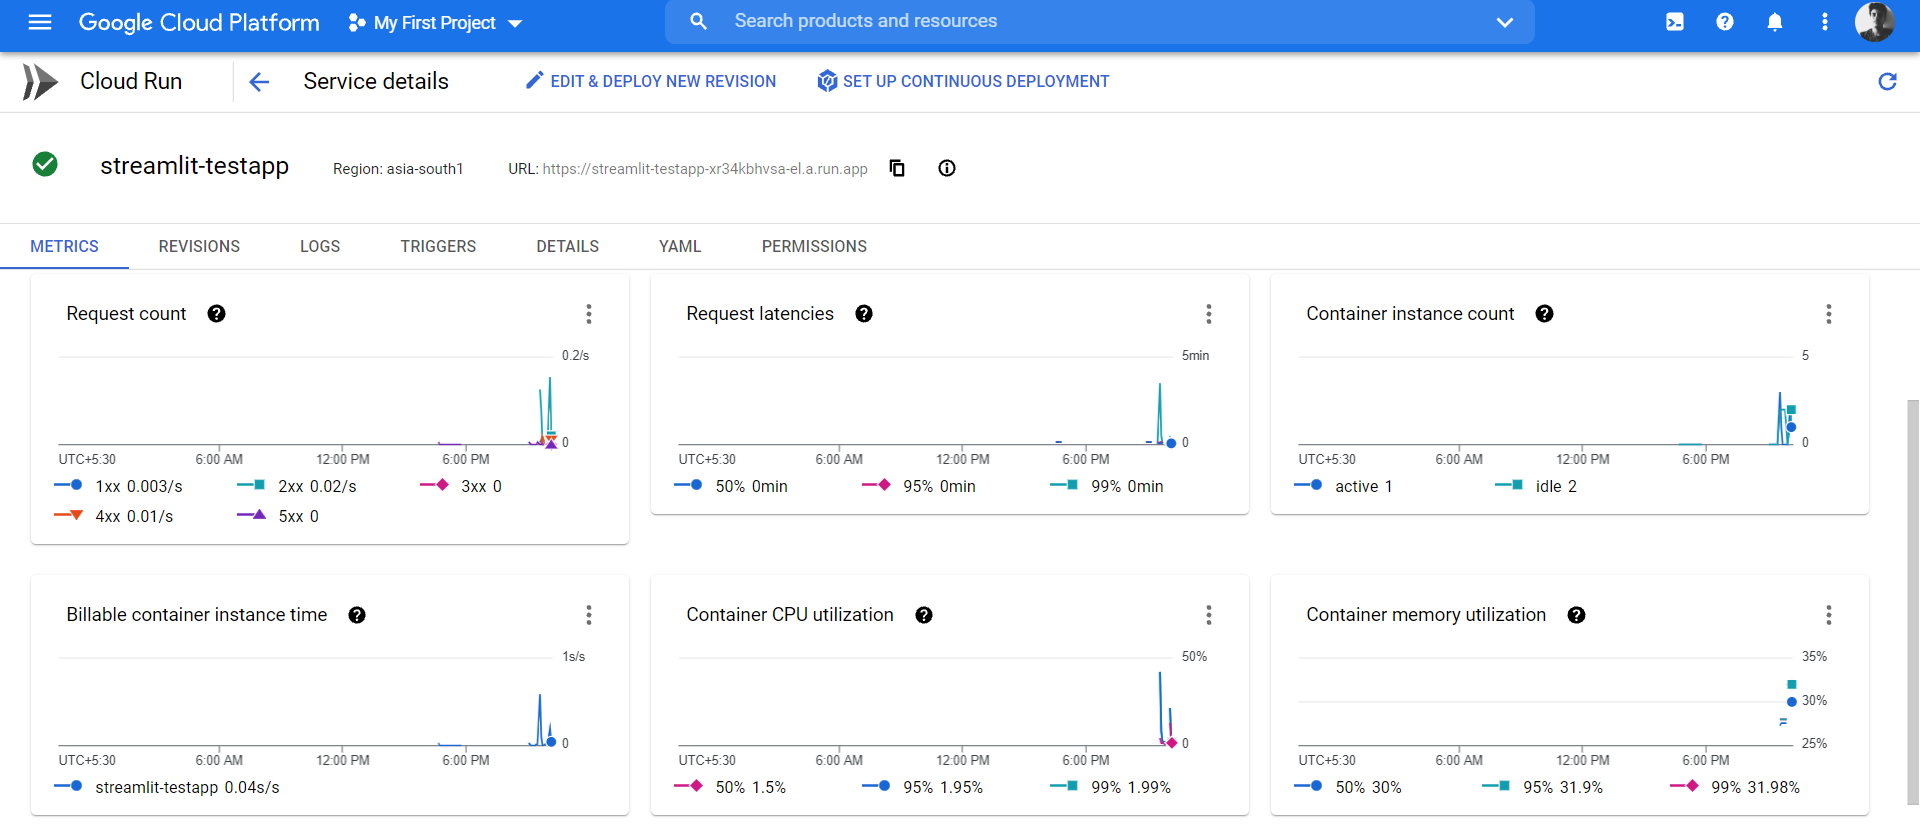 Google Cloud Platform My First Project Search products and resources
Cloud Run Service details EDIT & DEPLOY NEW REVISION SET UP CONTINUOUS DEPLOYMENT
streamlit-testapp Region: asia-south1 URL: https://streamlit-testapp-xr34kbhvsa-el.a.run.app
METRICS REVISIONS LOGS TRIGGERS DETAILS YAML PERMISSIONS
Request count
0.2/s
0
UTC+5:30 6:00 AM 12:00 PM 6:00 PM
1xx 0.003/s 2xx 0.02/s 3xx 0
4xx 0.01/s 5xx 0
Request latencies
5min
0
UTC+5:30 6:00 AM 12:00 PM 6:00 PM
50% 0min 95% 0min 99% 0min
Container instance count
5
0
UTC+5:30 6:00 AM 12:00 PM 6:00 PM
active 1 idle 2
Billable container instance time
1s/s
0
UTC+5:30 6:00 AM 12:00 PM 6:00 PM
streamlit-testapp 0.04s/s
Container CPU utilization
50%
0
UTC+5:30 6:00 AM 12:00 PM 6:00 PM
50% 1.5% 95% 1.95% 99% 1.99%
Container memory utilization
35%
30%
25%
UTC+5:30 6:00 AM 12:00 PM 6:00 PM
50% 30% 95% 31.9% 99% 31.98%